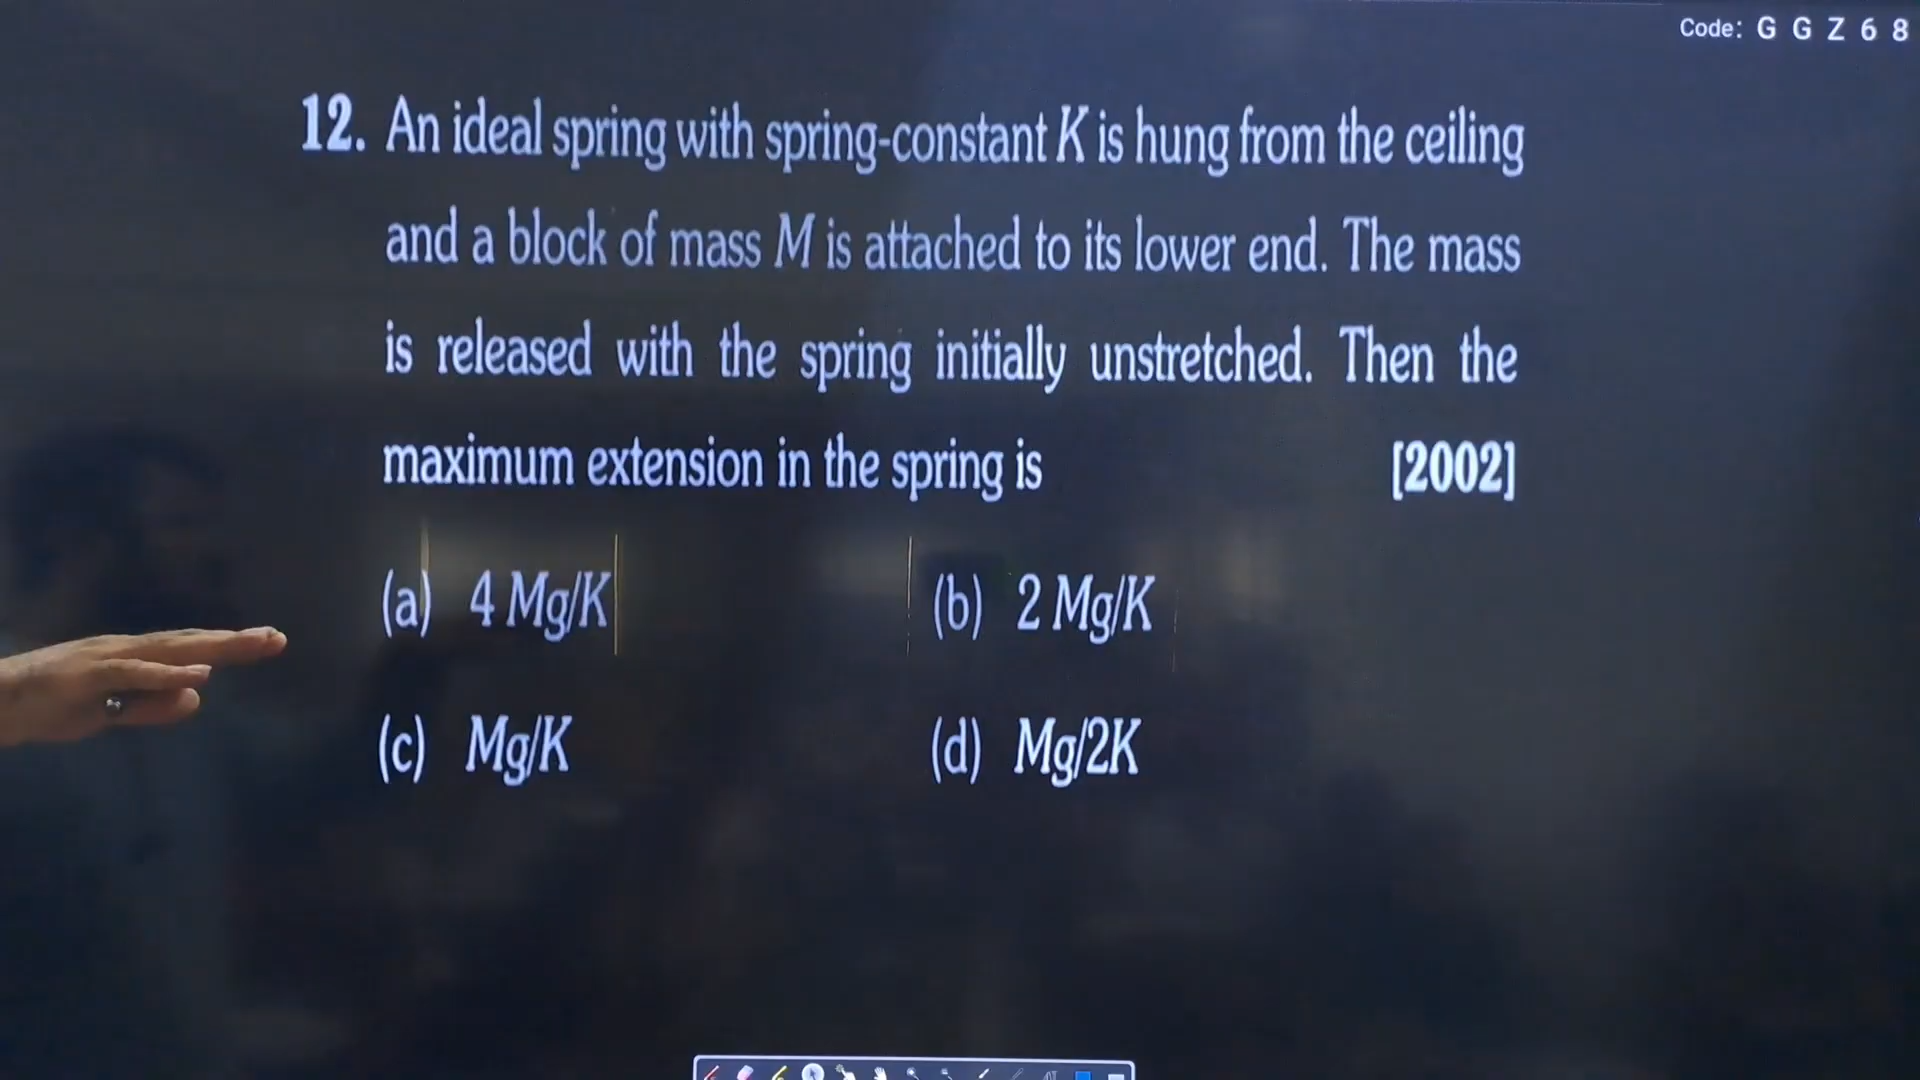 Code: G G Z 6 8
12. An ideal spring with spring-constant K is hung from the ceiling
and a block of mass M is attached to its lower end. The mass
is released with the spring initially unstretched. Then the
maximum extension in the spring is [2002]
(a) 4 Mg/K (b) 2 Mg/K
(c) Mg/K (d) Mg/2K